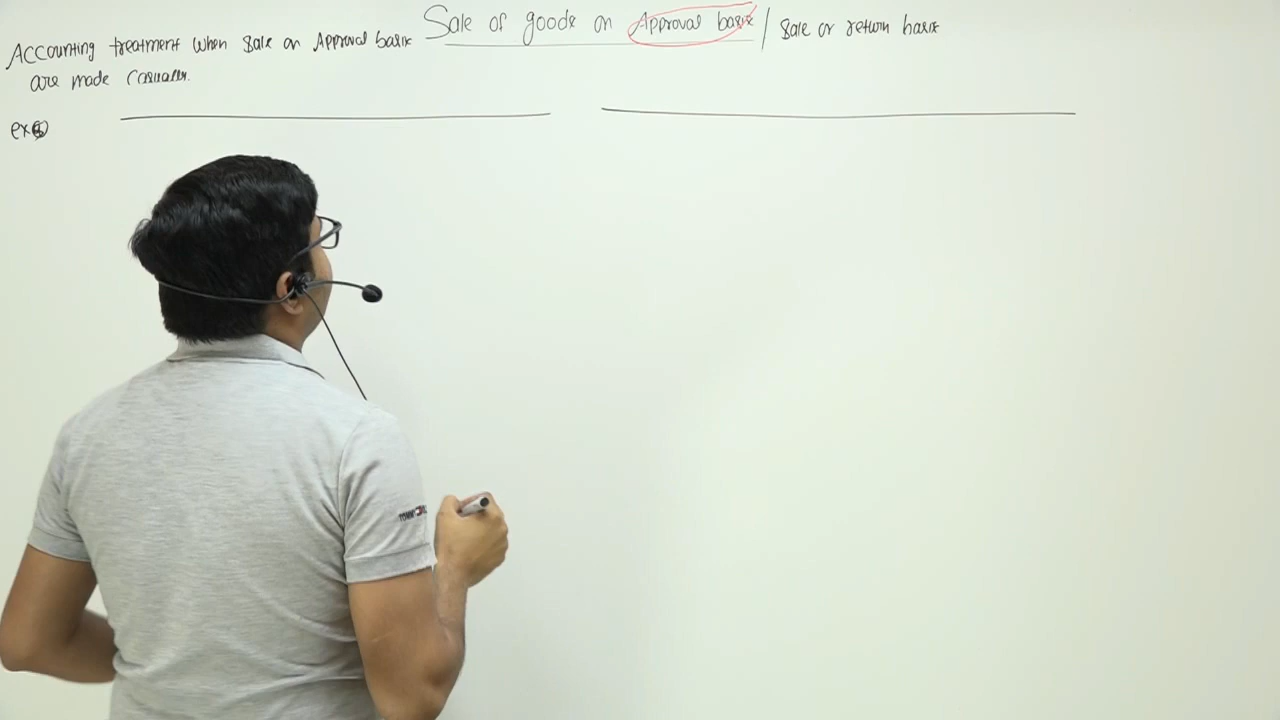 Sale of goods on Approval basis / Sale or return basis
Accounting treatment when sale on Approval basis
are made casually.
ex
TOMMY